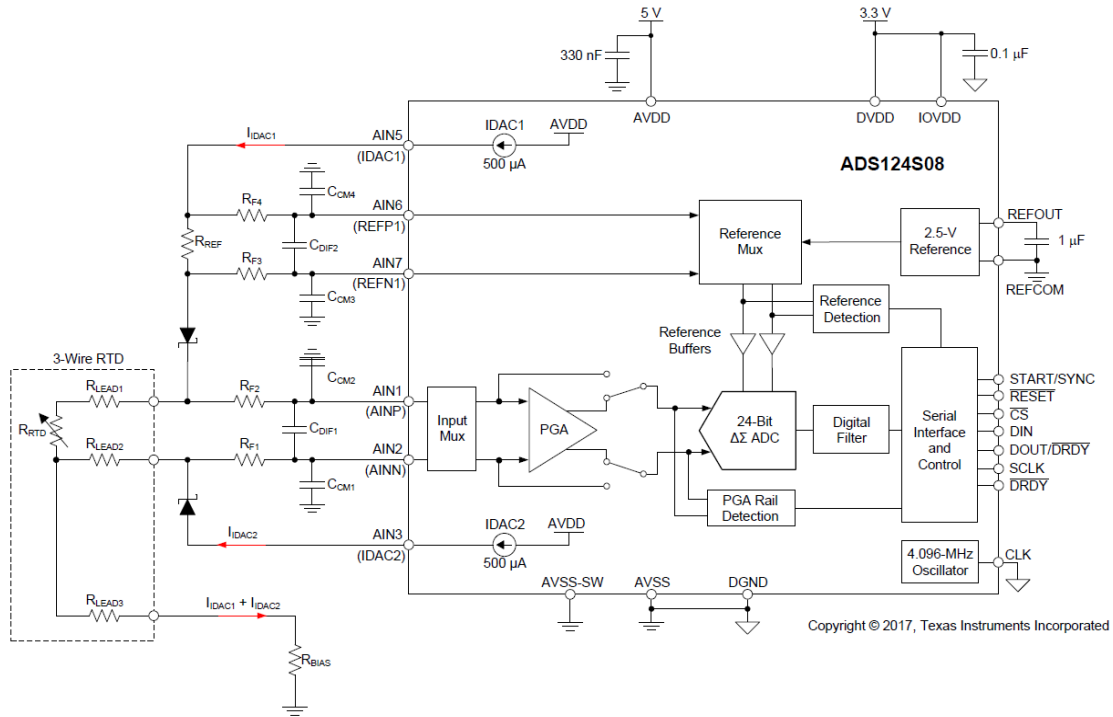 5 V
3.3 V
330 nF
0.1 µF
AVDD
DVDD
IOVDD
IIDAC1
AIN5
(IDAC1)
IDAC1
AVDD
500 µA
ADS124S08
CCM4
RF4
AIN6
(REFP1)
RREF
CDIF2
Reference
Mux
2.5-V
Reference
REFOUT
1 µF
REFCOM
RF3
AIN7
(REFN1)
CCM3
Reference
Detection
Reference
Buffers
3-Wire RTD
CCM2
RLEAD1
RF2
AIN1
(AINP)
RRTD
CDIF1
Input
Mux
PGA
24-Bit
ΔΣ ADC
Digital
Filter
Serial
Interface
and
Control
START/SYNC
RESET
CS
DIN
DOUT/DRDY
SCLK
DRDY
RLEAD2
RF1
AIN2
(AINN)
CCM1
PGA Rail
Detection
IIDAC2
AIN3
(IDAC2)
IDAC2
AVDD
500 µA
4.096-MHz
Oscillator
CLK
RLEAD3
IIDAC1 + IIDAC2
AVSS-SW
AVSS
DGND
RBIAS
Copyright © 2017, Texas Instruments Incorporated